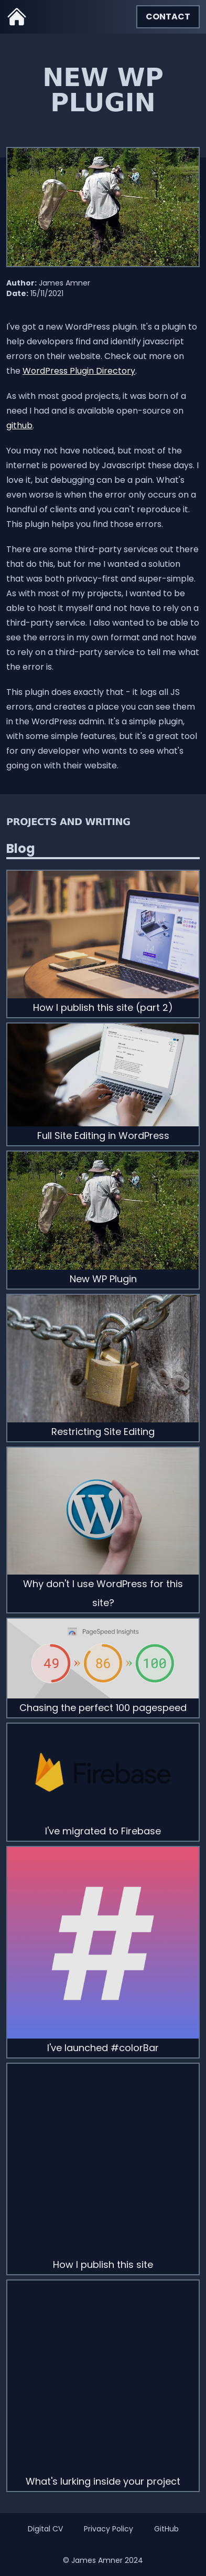 CONTACT
NEW WP
PLUGIN
Author: James Amner
Date: 15/11/2021
I've got a new WordPress plugin. It's a plugin to
help developers find and identify javascript
errors on their website. Check out more on
the WordPress Plugin Directory.
As with most good projects, it was born of a
need I had and is available open-source on
github.
You may not have noticed, but most of the
internet is powered by Javascript these days. I
love it, but debugging can be a pain. What's
even worse is when the error only occurs on a
handful of clients and you can't reproduce it.
This plugin helps you find those errors.
There are some third-party services out there
that do this, but for me I wanted a solution
that was both privacy-first and super-simple.
As with most of my projects, I wanted to be
able to host it myself and not have to rely on a
third-party service. I also wanted to be able to
see the errors in my own format and not have
to rely on a third-party service to tell me what
the error is.
This plugin does exactly that - it logs all JS
errors, and creates a place you can see them
in the WordPress admin. It's a simple plugin,
with some simple features, but it's a great tool
for any developer who wants to see what's
going on with their website.
PROJECTS AND WRITING
Blog
How I publish this site (part 2)
Full Site Editing in WordPress
New WP Plugin
Restricting Site Editing
Why don't I use WordPress for this
site?
PageSpeed Insights
49 » 86 » 100
Chasing the perfect 100 pagespeed
Firebase
I've migrated to Firebase
#
I've launched #colorBar
How I publish this site
What's lurking inside your project
Digital CV Privacy Policy GitHub
© James Amner 2024